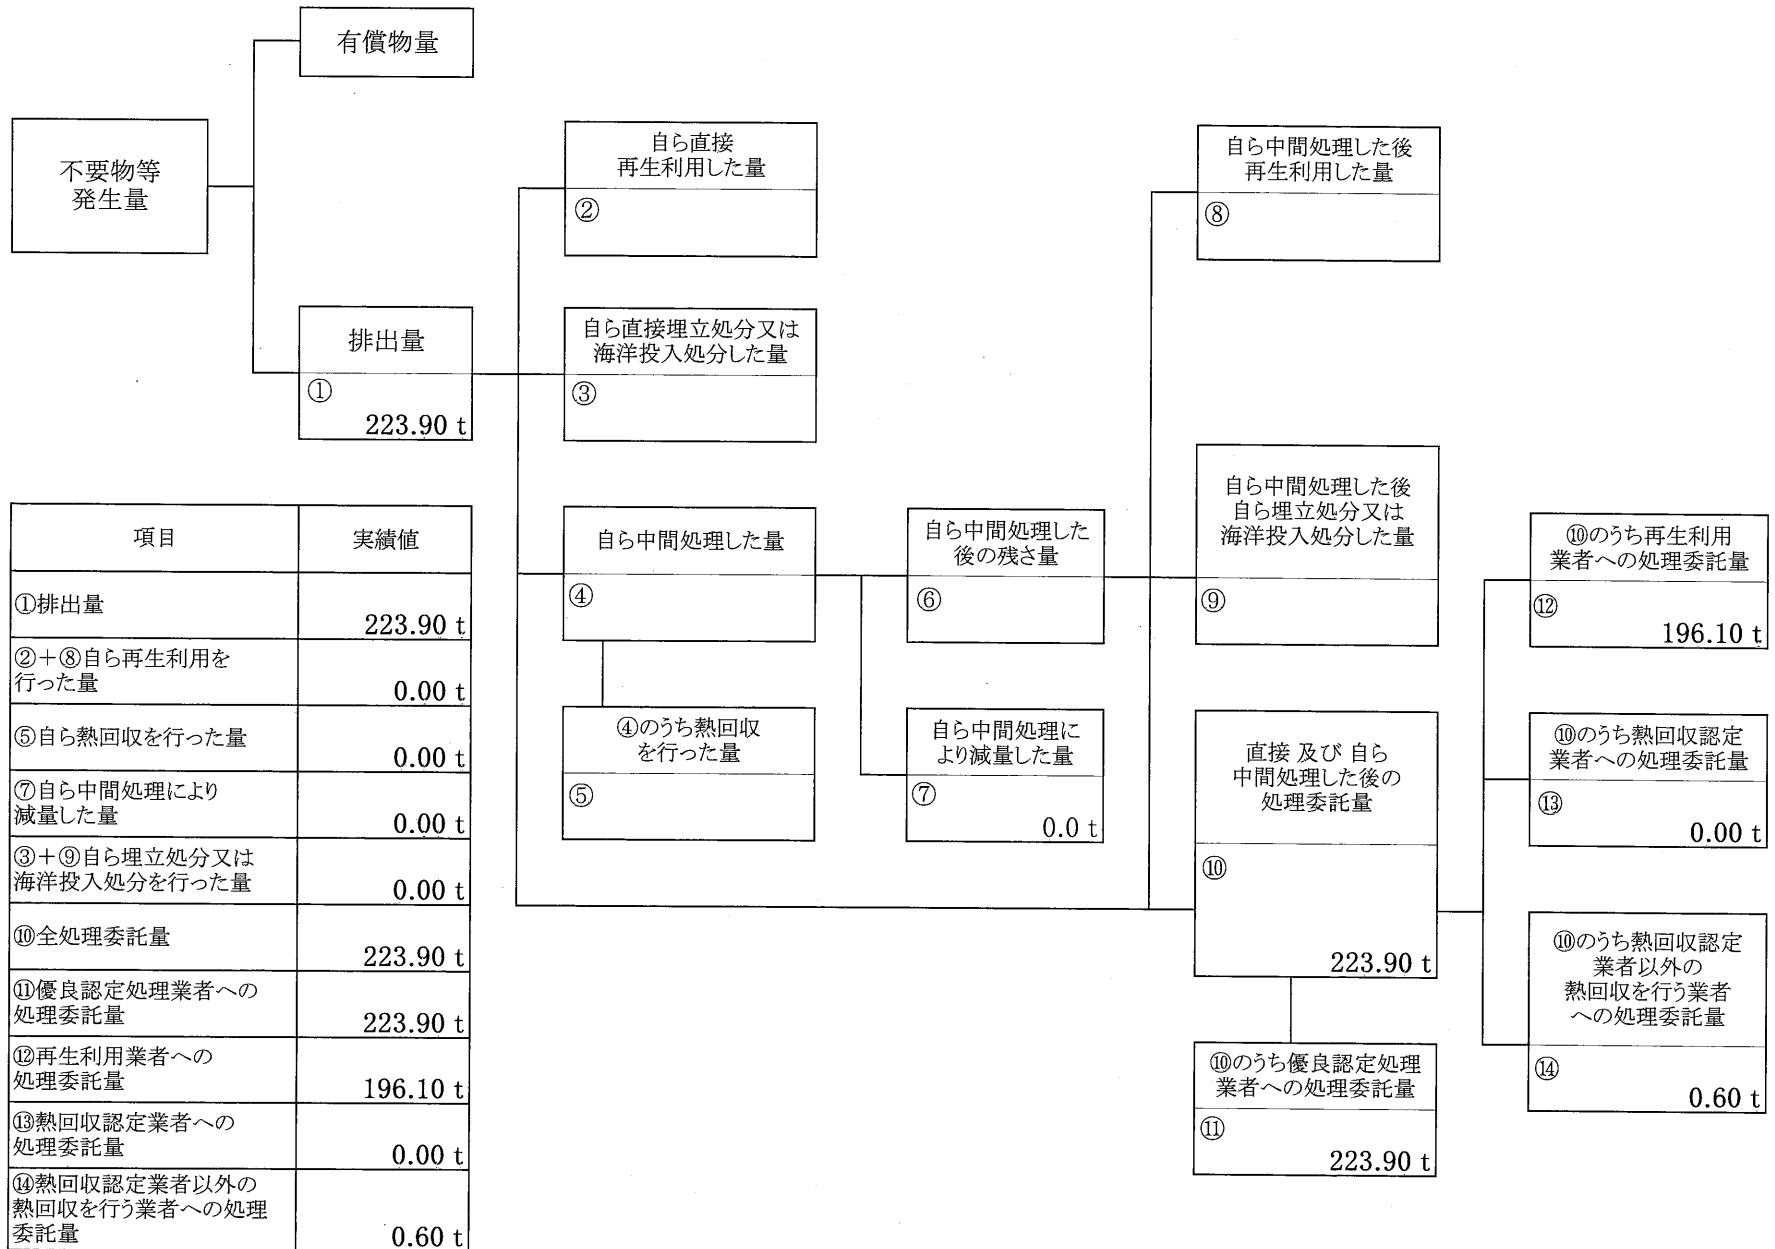 有償物量
不要物等
発生量
排出量
①
223.90 t
自ら直接
再生利用した量
②
自ら直接埋立処分又は
海洋投入処分した量
③
自ら中間処理した量
④
④のうち熱回収
を行った量
⑤
自ら中間処理した
後の残さ量
⑥
自ら中間処理に
より減量した量
⑦
0.0 t
自ら中間処理した後
再生利用した量
⑧
自ら中間処理した後
自ら埋立処分又は
海洋投入処分した量
⑨
直接 及び 自ら
中間処理した後の
処理委託量
⑩
223.90 t
⑩のうち優良認定処理
業者への処理委託量
⑪
223.90 t
⑩のうち再生利用
業者への処理委託量
⑫
196.10 t
⑩のうち熱回収認定
業者への処理委託量
⑬
0.00 t
⑩のうち熱回収認定
業者以外の
熱回収を行う業者
への処理委託量
⑭
0.60 t
項目 実績値
①排出量
223.90 t
②+⑧自ら再生利用を
行った量
0.00 t
⑤自ら熱回収を行った量
0.00 t
⑦自ら中間処理により
減量した量
0.00 t
③+⑨自ら埋立処分又は
海洋投入処分を行った量
0.00 t
⑩全処理委託量
223.90 t
⑪優良認定処理業者への
処理委託量
223.90 t
⑫再生利用業者への
処理委託量
196.10 t
⑬熱回収認定業者への
処理委託量
0.00 t
⑭熱回収認定業者以外の
熱回収を行う業者への処理
委託量
0.60 t